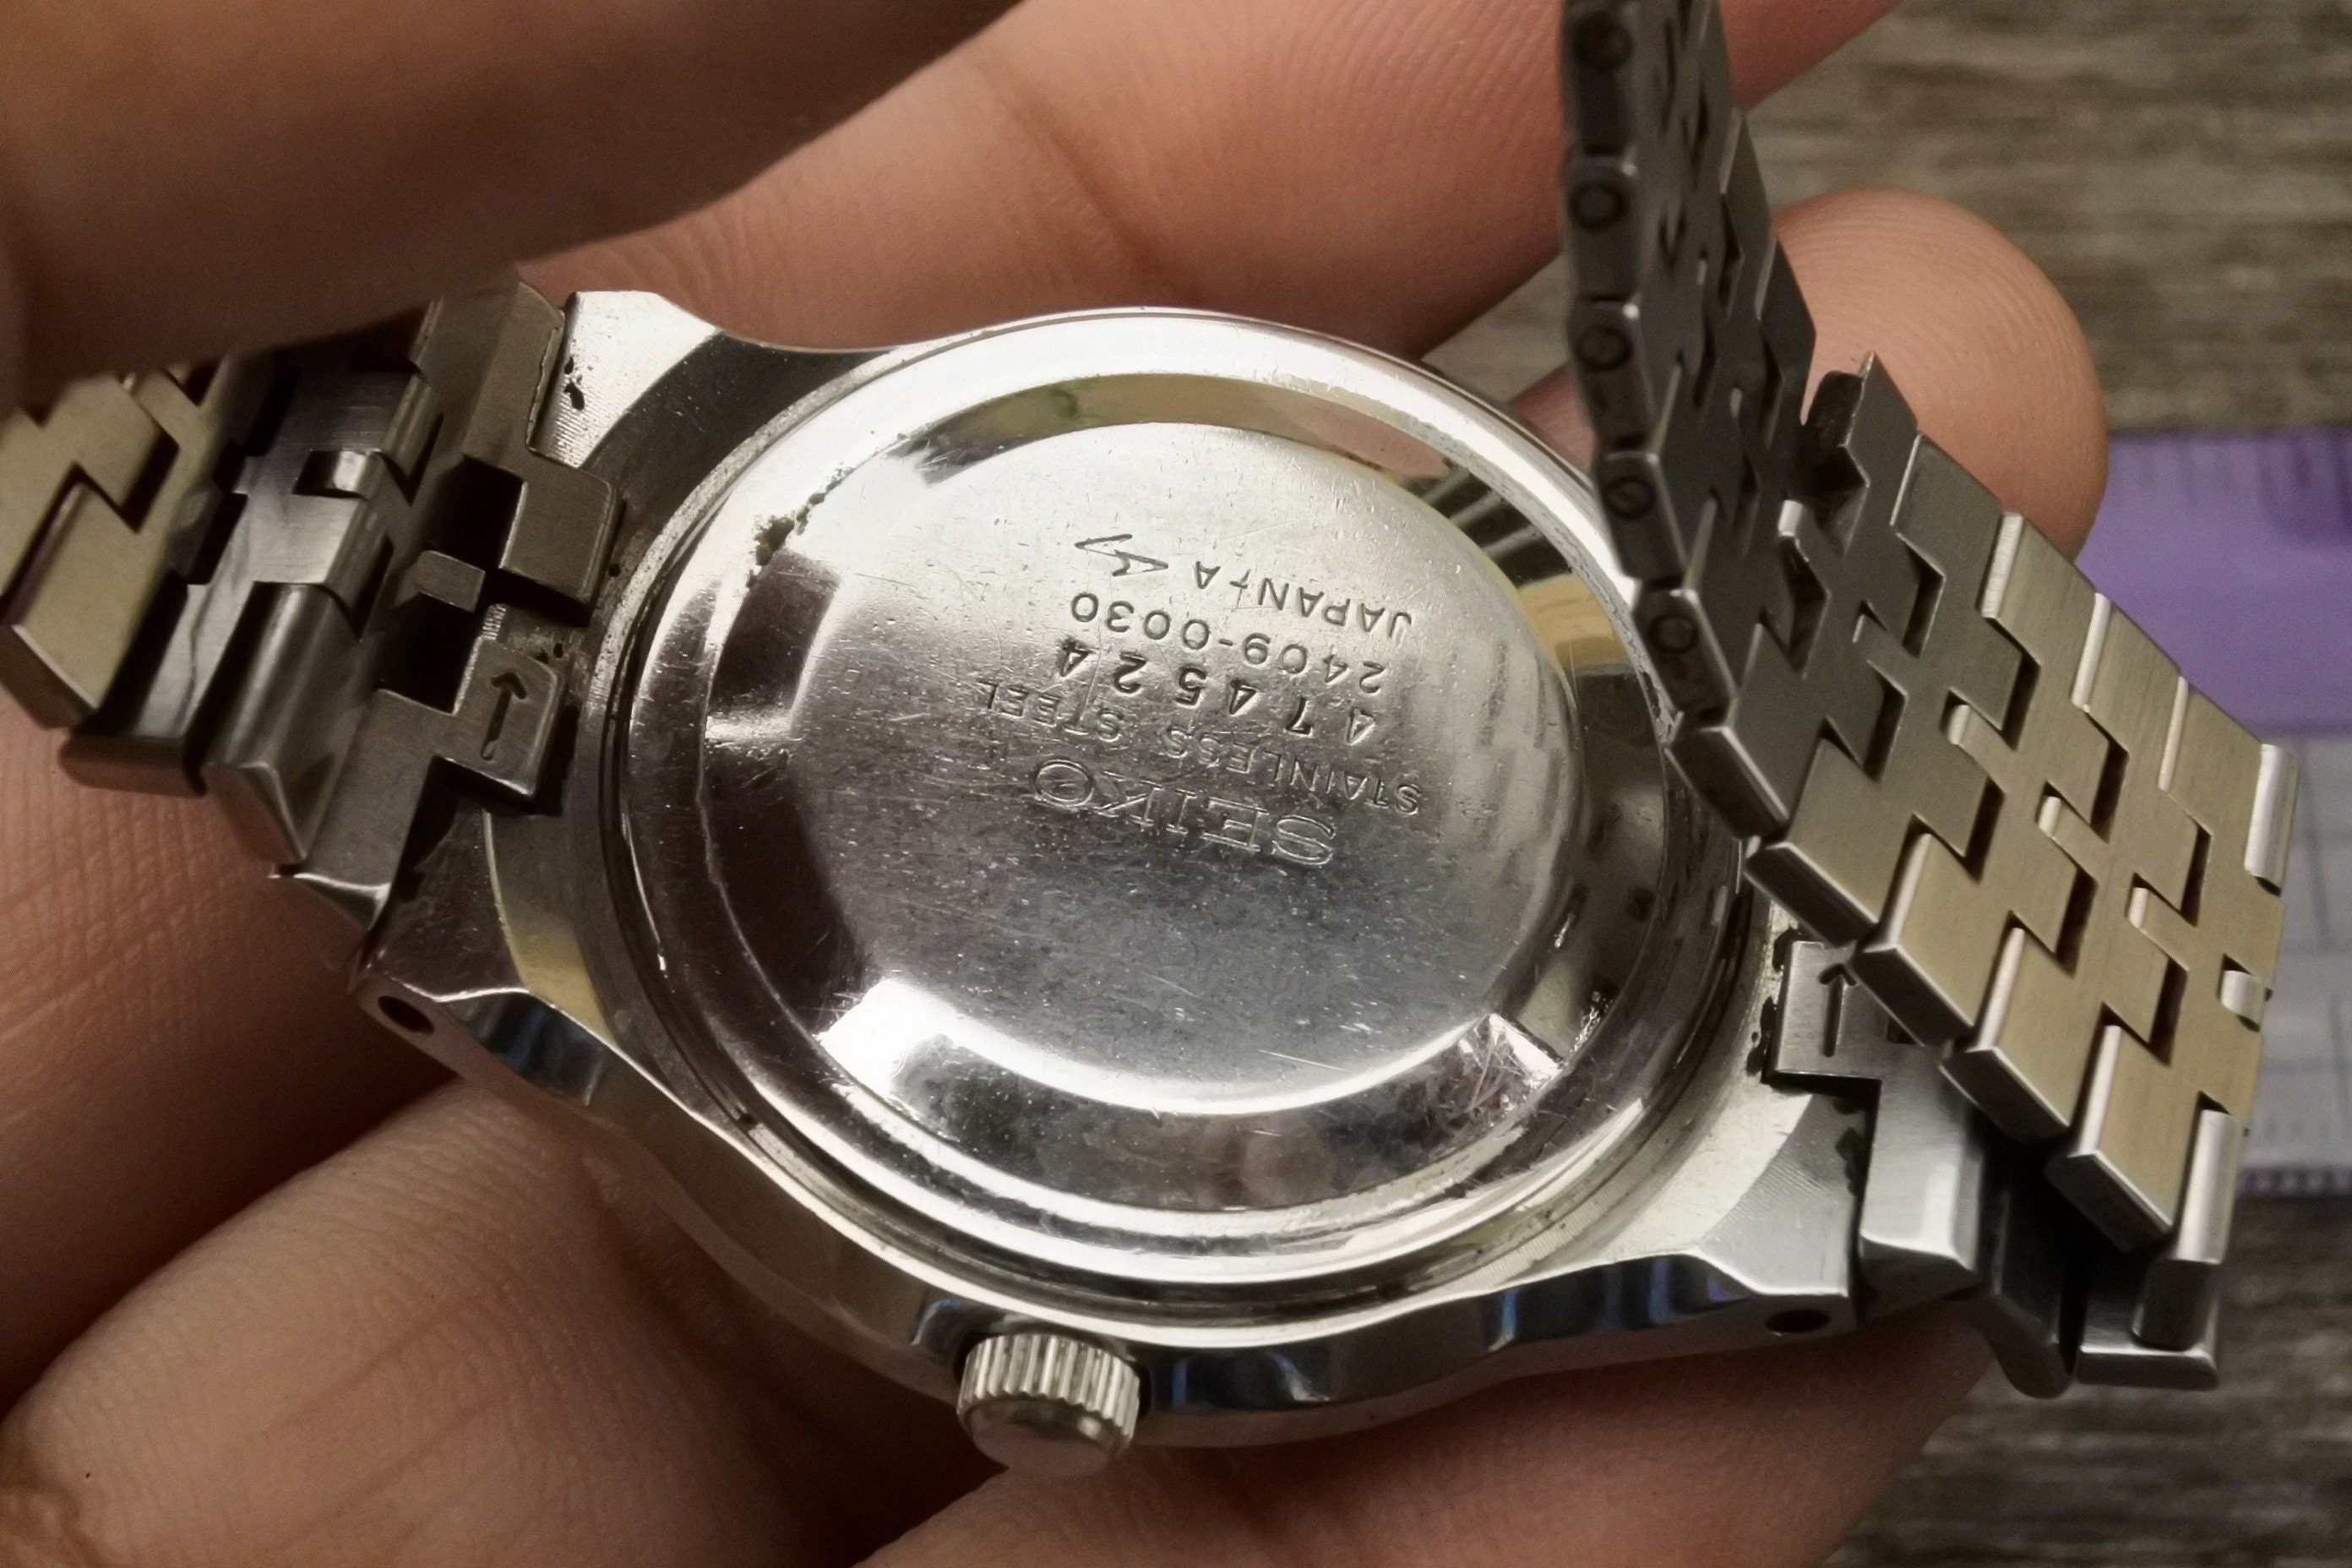 JAPAN-A
2409-0030
474524
STAINLESS STEEL
SEIKO